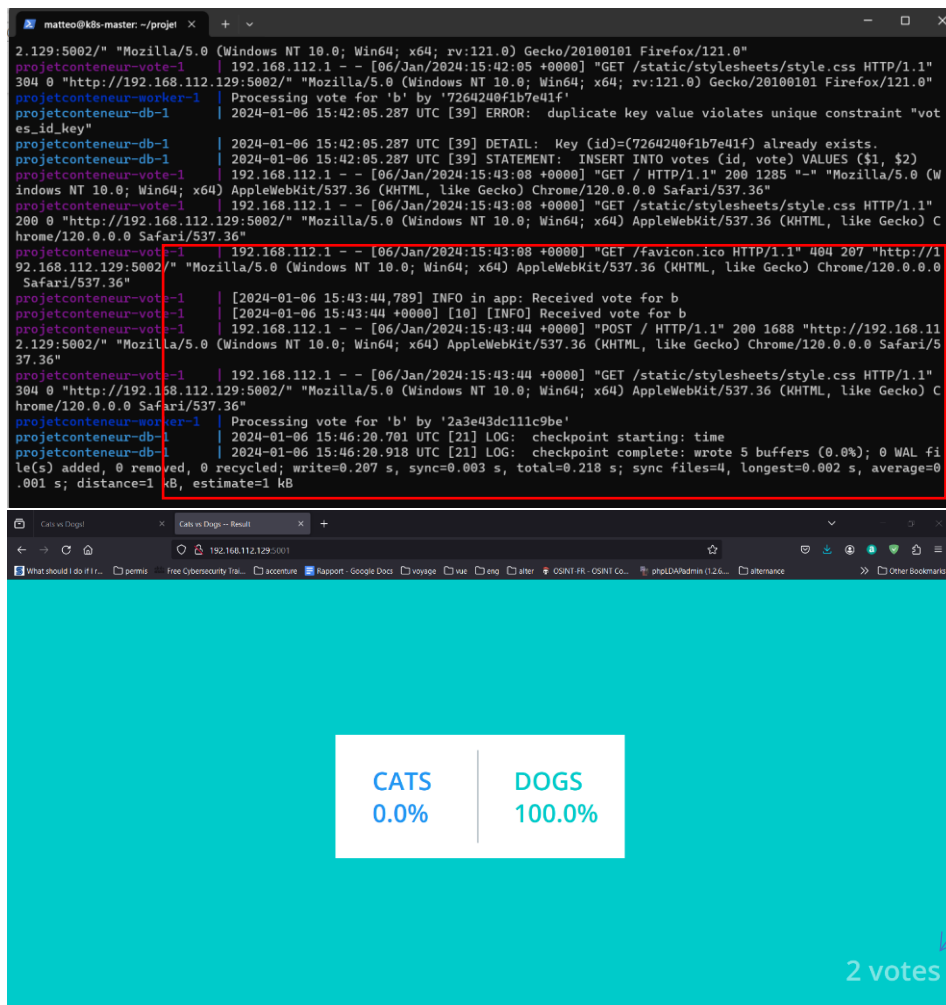 matteo@k8s-master: ~/projet
2.129:5002/" "Mozilla/5.0 (Windows NT 10.0; Win64; x64; rv:121.0) Gecko/20100101 Firefox/121.0"
projetconteneur-vote-1 | 192.168.112.1 - - [06/Jan/2024:15:42:05 +0000] "GET /static/stylesheets/style.css HTTP/1.1"
304 0 "http://192.168.112.129:5002/" "Mozilla/5.0 (Windows NT 10.0; Win64; x64; rv:121.0) Gecko/20100101 Firefox/121.0"
projetconteneur-worker-1 | Processing vote for 'b' by '7264240f1b7e41f'
projetconteneur-db-1 | 2024-01-06 15:42:05.287 UTC [39] ERROR: duplicate key value violates unique constraint "vot
es_id_key"
projetconteneur-db-1 | 2024-01-06 15:42:05.287 UTC [39] DETAIL: Key (id)=(7264240f1b7e41f) already exists.
projetconteneur-db-1 | 2024-01-06 15:42:05.287 UTC [39] STATEMENT: INSERT INTO votes (id, vote) VALUES ($1, $2)
projetconteneur-vote-1 | 192.168.112.1 - - [06/Jan/2024:15:43:08 +0000] "GET / HTTP/1.1" 200 1285 "-" "Mozilla/5.0 (W
indows NT 10.0; Win64; x64) AppleWebKit/537.36 (KHTML, like Gecko) Chrome/120.0.0.0 Safari/537.36"
projetconteneur-vote-1 | 192.168.112.1 - - [06/Jan/2024:15:43:08 +0000] "GET /static/stylesheets/style.css HTTP/1.1"
200 0 "http://192.168.112.129:5002/" "Mozilla/5.0 (Windows NT 10.0; Win64; x64) AppleWebKit/537.36 (KHTML, like Gecko) C
hrome/120.0.0.0 Safari/537.36"
projetconteneur-vote-1 | 192.168.112.1 - - [06/Jan/2024:15:43:08 +0000] "GET /favicon.ico HTTP/1.1" 404 207 "http://1
92.168.112.129:5002/" "Mozilla/5.0 (Windows NT 10.0; Win64; x64) AppleWebKit/537.36 (KHTML, like Gecko) Chrome/120.0.0.0
Safari/537.36"
projetconteneur-vote-1 | [2024-01-06 15:43:44,789] INFO in app: Received vote for b
projetconteneur-vote-1 | [2024-01-06 15:43:44 +0000] [10] [INFO] Received vote for b
projetconteneur-vote-1 | 192.168.112.1 - - [06/Jan/2024:15:43:44 +0000] "POST / HTTP/1.1" 200 1688 "http://192.168.11
2.129:5002/" "Mozilla/5.0 (Windows NT 10.0; Win64; x64) AppleWebKit/537.36 (KHTML, like Gecko) Chrome/120.0.0.0 Safari/5
37.36"
projetconteneur-vote-1 | 192.168.112.1 - - [06/Jan/2024:15:43:44 +0000] "GET /static/stylesheets/style.css HTTP/1.1"
304 0 "http://192.168.112.129:5002/" "Mozilla/5.0 (Windows NT 10.0; Win64; x64) AppleWebKit/537.36 (KHTML, like Gecko) C
hrome/120.0.0.0 Safari/537.36"
projetconteneur-worker-1 | Processing vote for 'b' by '2a3e43dc111c9be'
projetconteneur-db-1 | 2024-01-06 15:46:20.701 UTC [21] LOG: checkpoint starting: time
projetconteneur-db-1 | 2024-01-06 15:46:20.918 UTC [21] LOG: checkpoint complete: wrote 5 buffers (0.0%); 0 WAL fi
le(s) added, 0 removed, 0 recycled; write=0.207 s, sync=0.003 s, total=0.218 s; sync files=4, longest=0.002 s, average=0
.001 s; distance=1 kB, estimate=1 kB
Cats vs Dogs! Cats vs Dogs -- Result
192.168.112.129:5001
What should I do if I r... permis Free Cybersecurity Trai... accenture Rapport - Google Docs voyage vue eng alter OSINT-FR - OSINT Co... phpLDAPadmin (1.2.6... alternance Other Bookmarks
CATS DOGS
0.0% 100.0%
2 votes